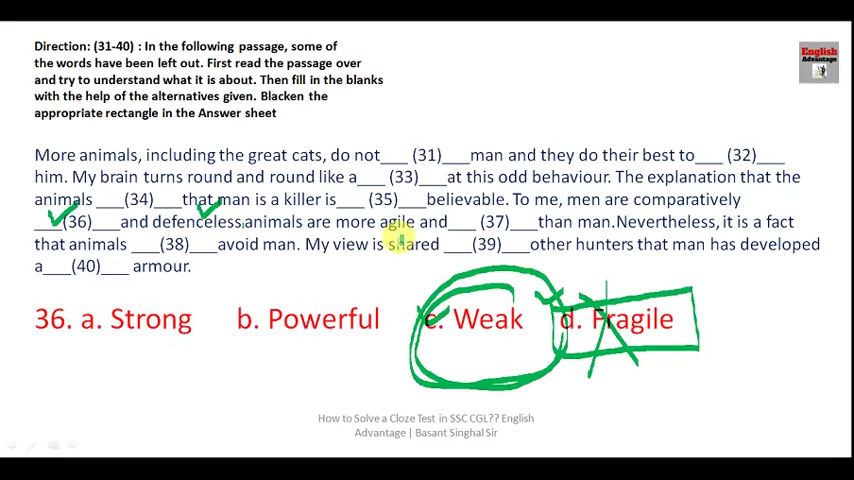 Direction: (31-40) : In the following passage, some of
the words have been left out. First read the passage over
and try to understand what it is about. Then fill in the blanks
with the help of the alternatives given. Blacken the
appropriate rectangle in the Answer sheet
English
Advantage
More animals, including the great cats, do not___ (31)___man and they do their best to___ (32)___
him. My brain turns round and round like a___ (33)___at this odd behaviour. The explanation that the
animals ___(34)___that man is a killer is___ (35)___believable. To me, men are comparatively
___(36)___and defenceless animals are more agile and___ (37)___than man.Nevertheless, it is a fact
that animals ___(38)___avoid man. My view is shared ___(39)___other hunters that man has developed
a___(40)___ armour.
36. a. Strong b. Powerful c. Weak d. Fragile
How to Solve a Cloze Test in SSC CGL?? English
Advantage | Basant Singhal Sir